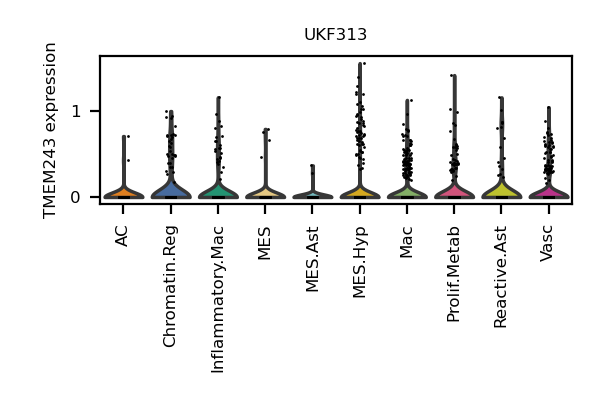 UKF313
TMEM243 expression
1
0
AC
Chromatin.Reg
Inflammatory.Mac
MES
MES.Ast
MES.Hyp
Mac
Prolif.Metab
Reactive.Ast
Vasc